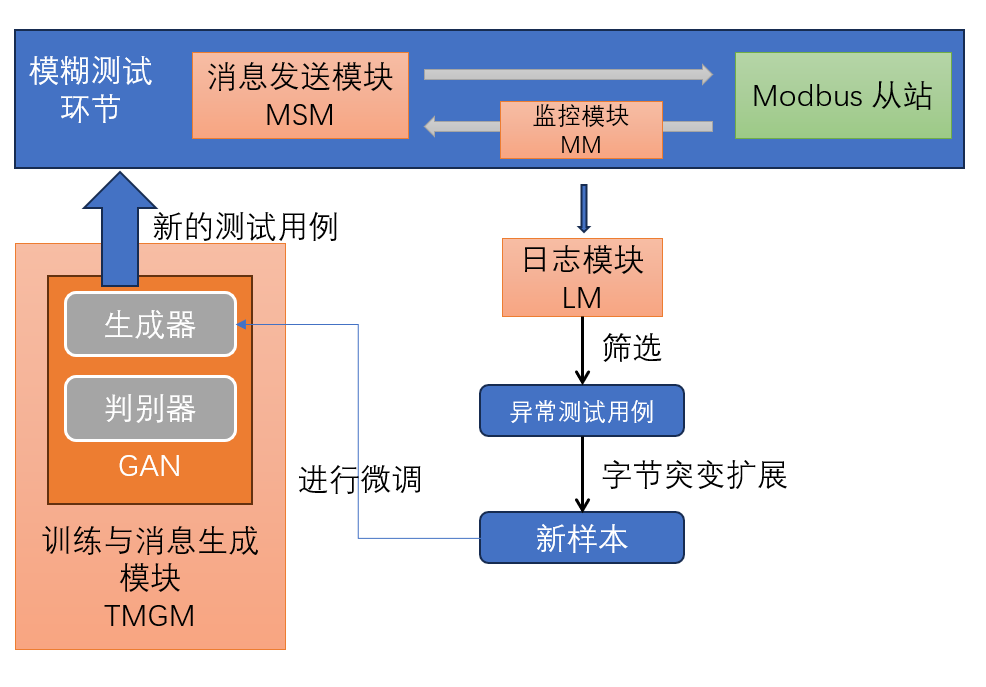 模糊测试
环节
消息发送模块
MSM
监控模块
MM
Modbus 从站
新的测试用例
日志模块
LM
生成器
筛选
判别器
异常测试用例
GAN
进行微调
字节突变扩展
训练与消息生成
模块
TMGM
新样本